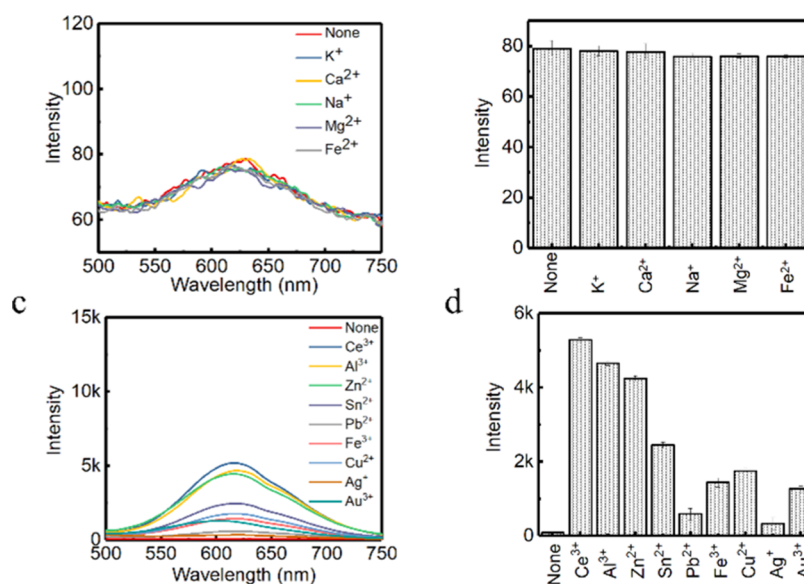 120
100
80
60
Intensity
500 550 600 650 700 750
Wavelength (nm)
None
K⁺
Ca²⁺
Na⁺
Mg²⁺
Fe²⁺
100
80
60
40
20
0
Intensity
None K⁺ Ca²⁺ Na⁺ Mg²⁺ Fe²⁺
c
15k
10k
5k
0
Intensity
500 550 600 650 700 750
Wavelength (nm)
None
Ce³⁺
Al³⁺
Zn²⁺
Sn²⁺
Pb²⁺
Fe³⁺
Cu²⁺
Ag⁺
Au³⁺
d
6k
4k
2k
0
Intensity
None Ce³⁺ Al³⁺ Zn²⁺ Sn²⁺ Pb²⁺ Fe³⁺ Cu²⁺ Ag⁺